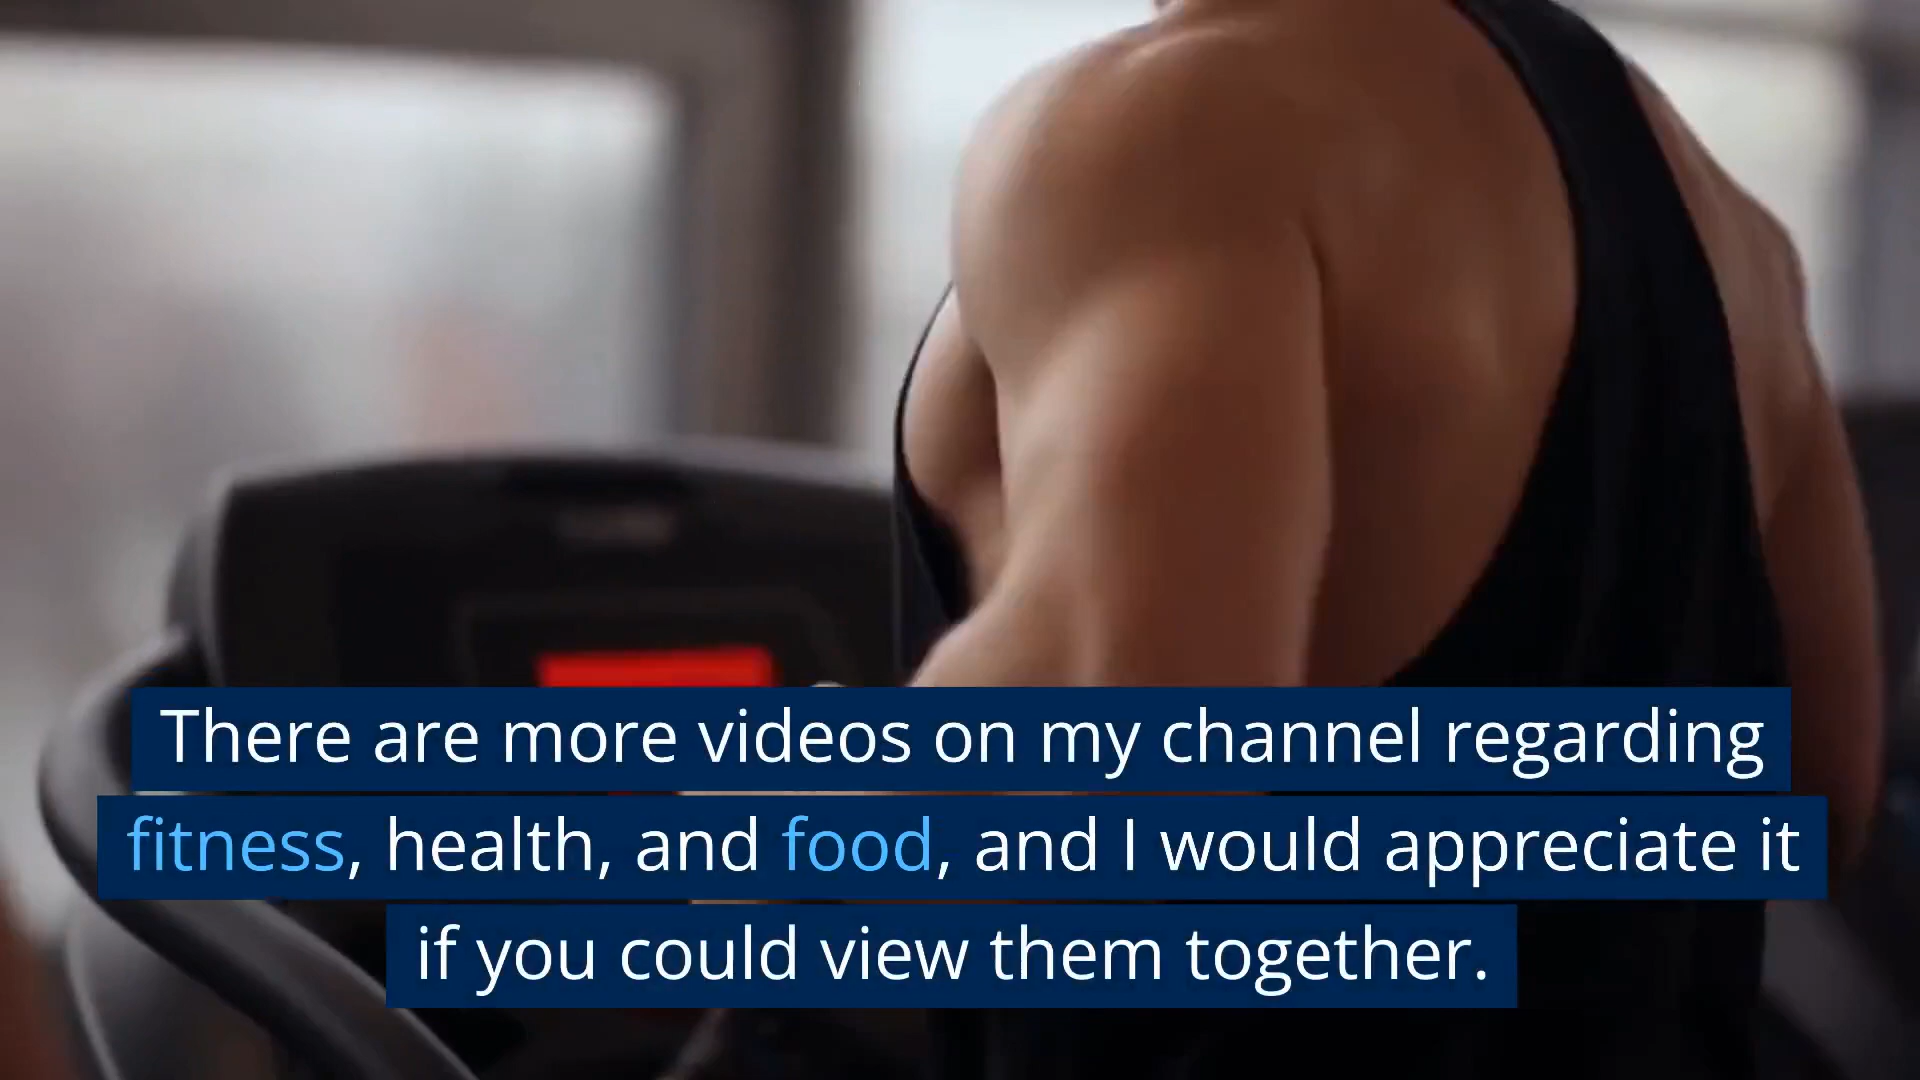 There are more videos on my channel regarding
fitness, health, and food, and I would appreciate it
if you could view them together.